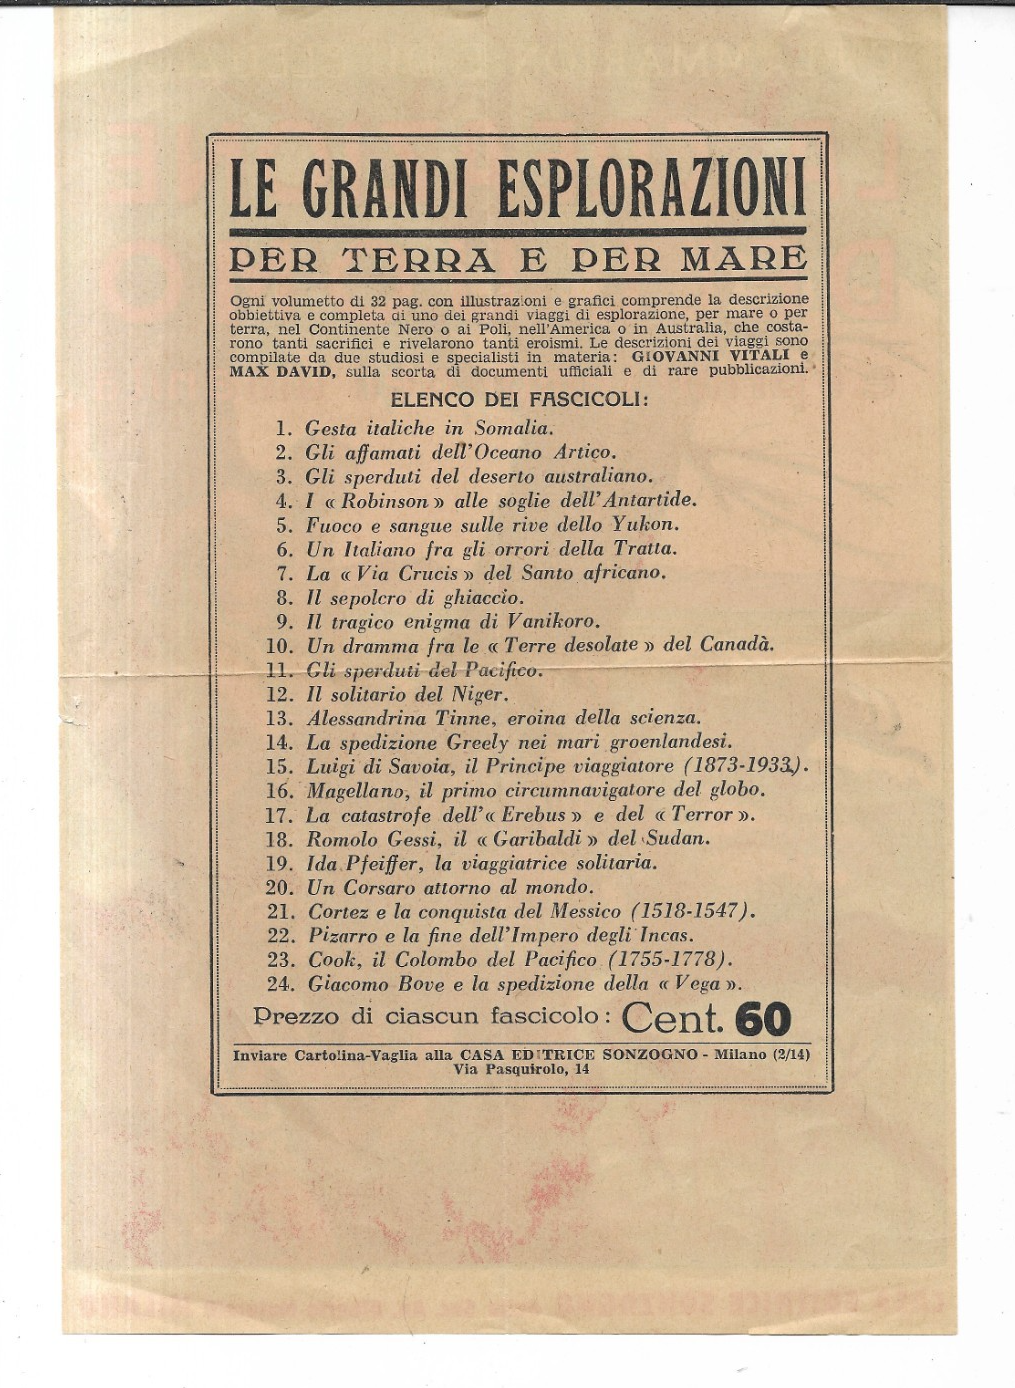 LE GRANDI ESPLORAZIONI
PER TERRA E PER MARE
Ogni volumetto di 32 pag. con illustrazioni e grafici comprende la descrizione
obbiettiva e completa di uno dei grandi viaggi di esplorazione, per mare o per
terra, nel Continente Nero o ai Poli, nell'America o in Australia, che costa-
rono tanti sacrifici e rivelarono tanti eroismi. Le descrizioni dei viaggi sono
compilate da due studiosi e specialisti in materia: GIOVANNI VITALI e
MAX DAVID, sulla scorta di documenti ufficiali e di rare pubblicazioni.
ELENCO DEI FASCICOLI:
1. Gesta italiche in Somalia.
2. Gli affamati dell'Oceano Artico.
3. Gli sperduti del deserto australiano.
4. I « Robinson » alle soglie dell'Antartide.
5. Fuoco e sangue sulle rive dello Yukon.
6. Un Italiano fra gli orrori della Tratta.
7. La « Via Crucis » del Santo africano.
8. Il sepolcro di ghiaccio.
9. Il tragico enigma di Vanikoro.
10. Un dramma fra le « Terre desolate » del Canadà.
11. Gli sperduti del Pacifico.
12. Il solitario del Niger.
13. Alessandrina Tinne, eroina della scienza.
14. La spedizione Greely nei mari groenlandesi.
15. Luigi di Savoia, il Principe viaggiatore (1873-1933).
16. Magellano, il primo circumnavigatore del globo.
17. La catastrofe dell'« Erebus » e del « Terror ».
18. Romolo Gessi, il « Garibaldi » del Sudan.
19. Ida Pfeiffer, la viaggiatrice solitaria.
20. Un Corsaro attorno al mondo.
21. Cortez e la conquista del Messico (1518-1547).
22. Pizarro e la fine dell'Impero degli Incas.
23. Cook, il Colombo del Pacifico (1755-1778).
24. Giacomo Bove e la spedizione della « Vega ».
Prezzo di ciascun fascicolo: Cent. 60
Inviare Cartolina-Vaglia alla CASA EDITRICE SONZOGNO - Milano (2/14)
Via Pasquirolo, 14